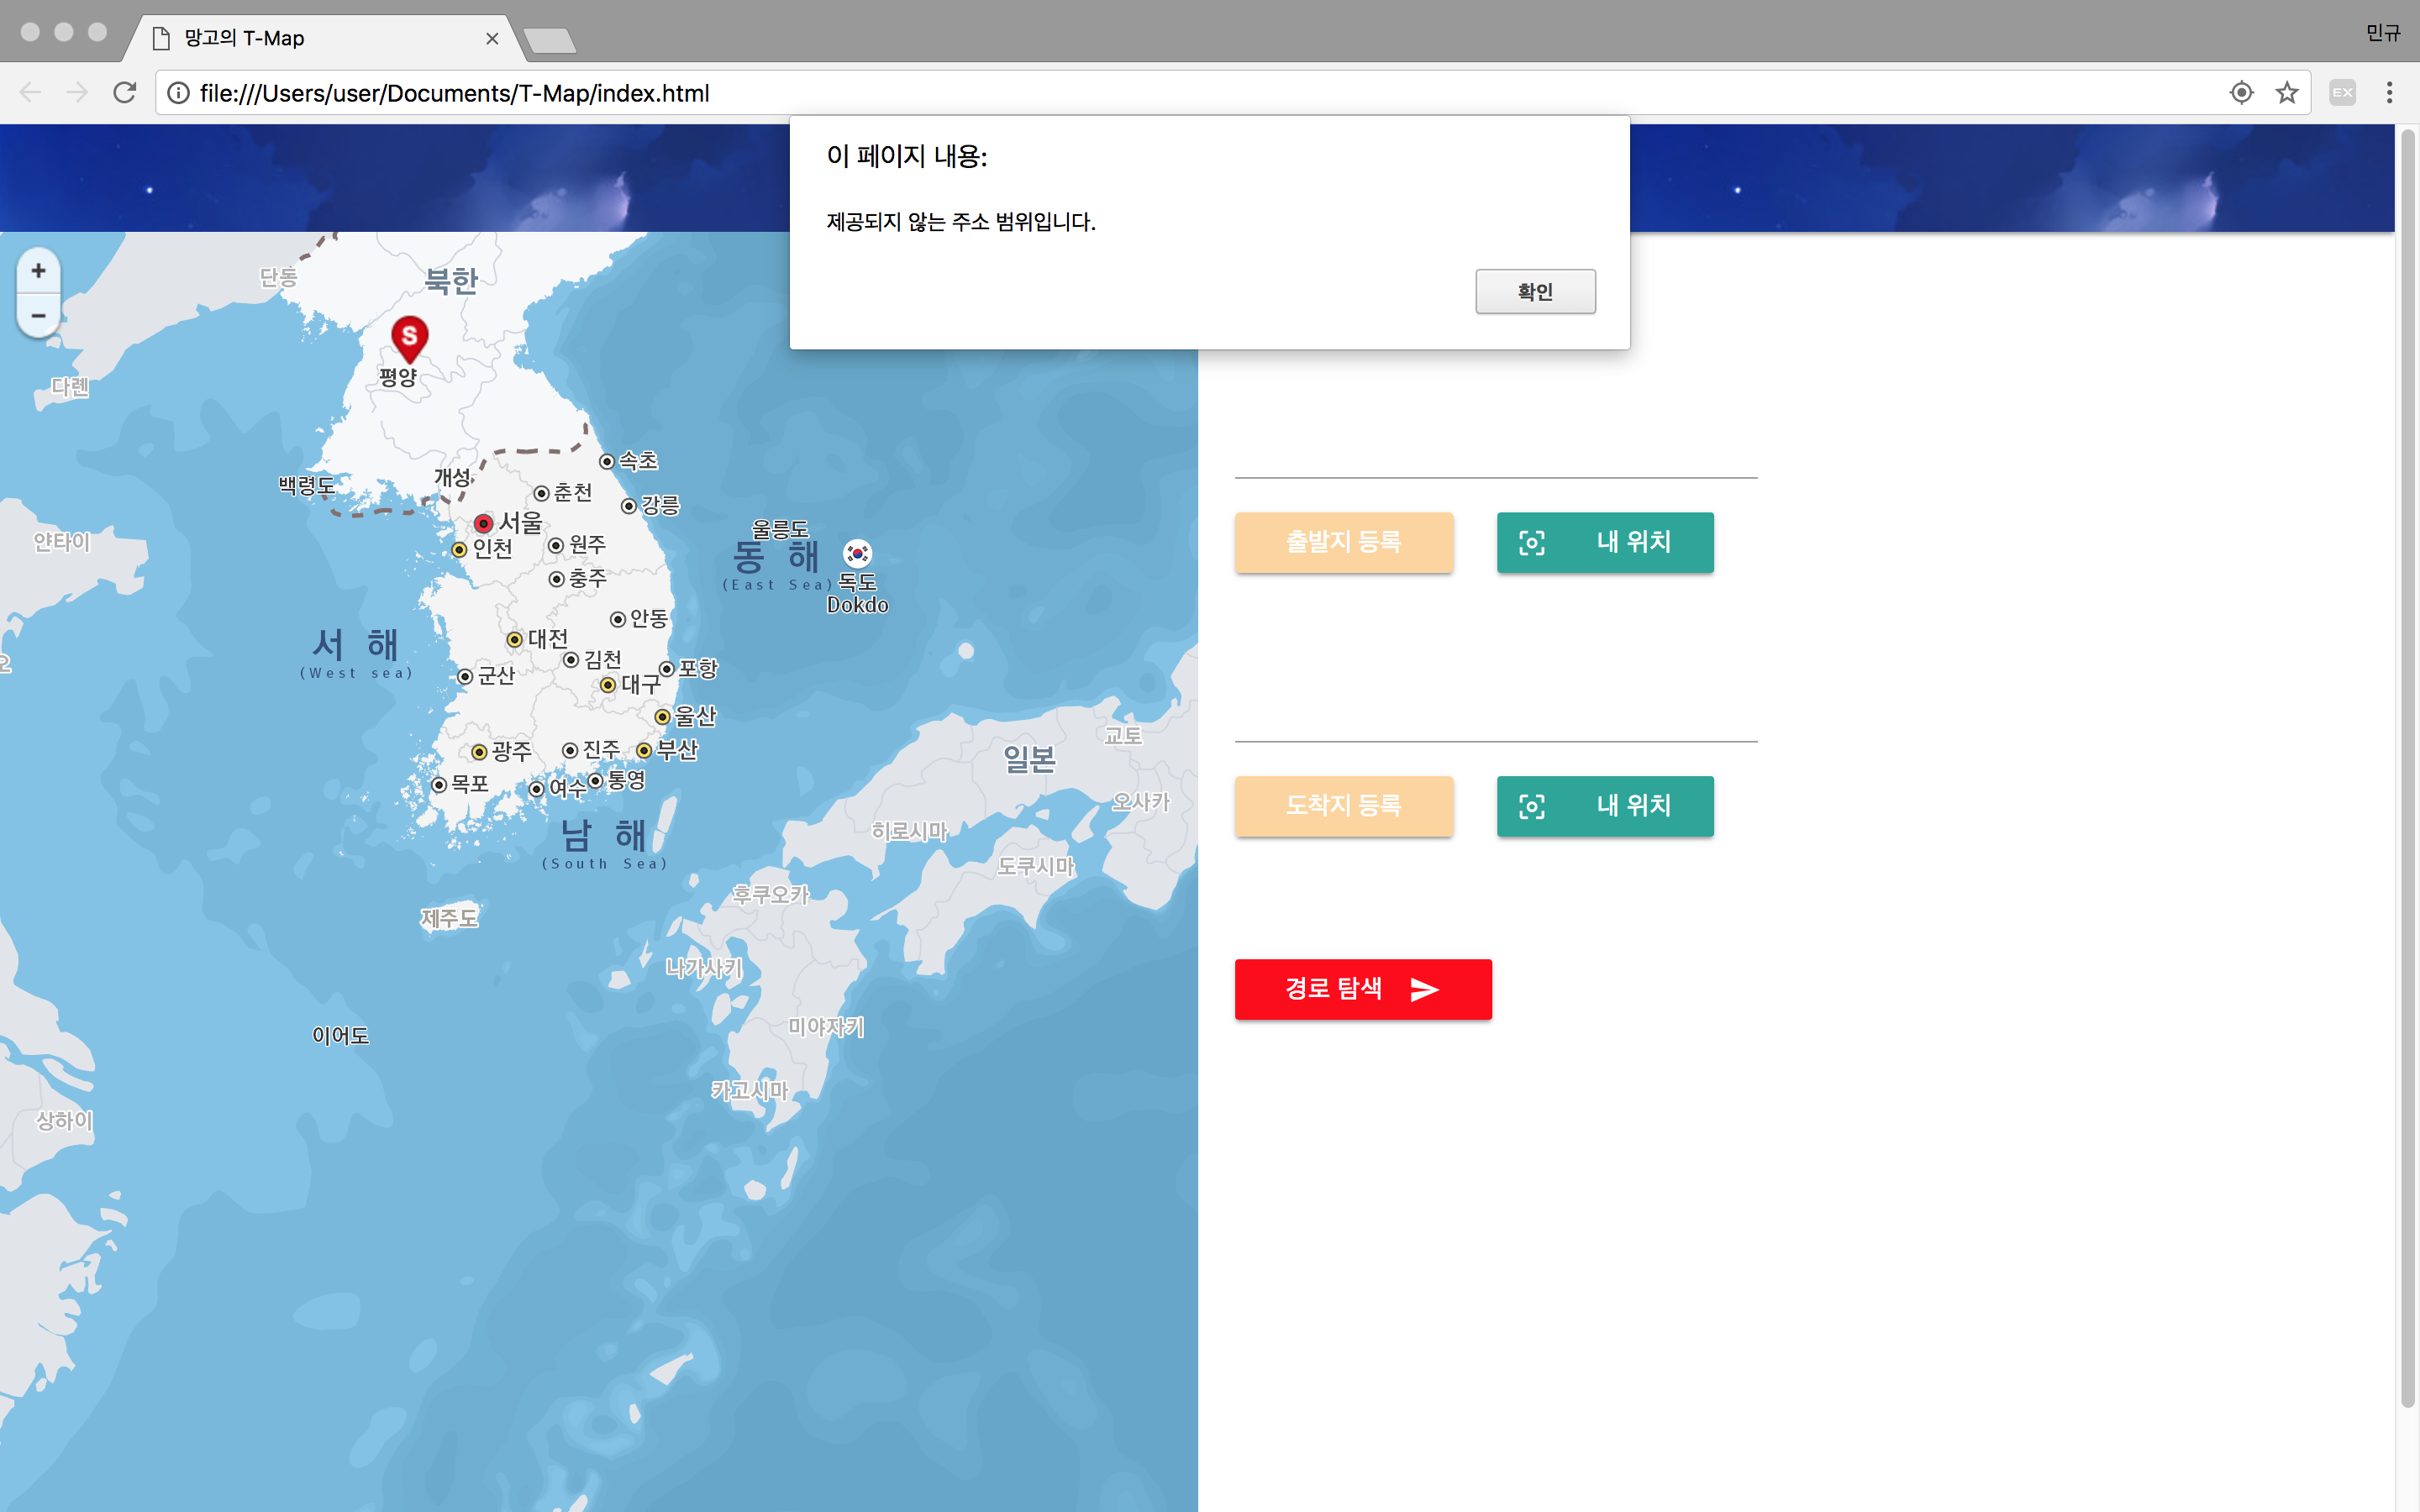 망고의 T-Map
민규
file:///Users/user/Documents/T-Map/index.html
EX
이 페이지 내용:
제공되지 않는 주소 범위입니다.
확인
+
−
단동
북한
S
평양
다롄
속초
개성
백령도
춘천
강릉
서울
울릉도
얀타이
인천
원주
동 해
(East Sea)
독도
Dokdo
충주
안동
서 해
(West sea)
대전
김천
포항
군산
대구
울산
광주
진주
부산
목포
여수
통영
일본
교토
오사카
남 해
(South Sea)
히로시마
도쿠시마
후쿠오카
제주도
나가사키
미야자키
이어도
카고시마
상하이
출발지 등록
내 위치
도착지 등록
내 위치
경로 탐색